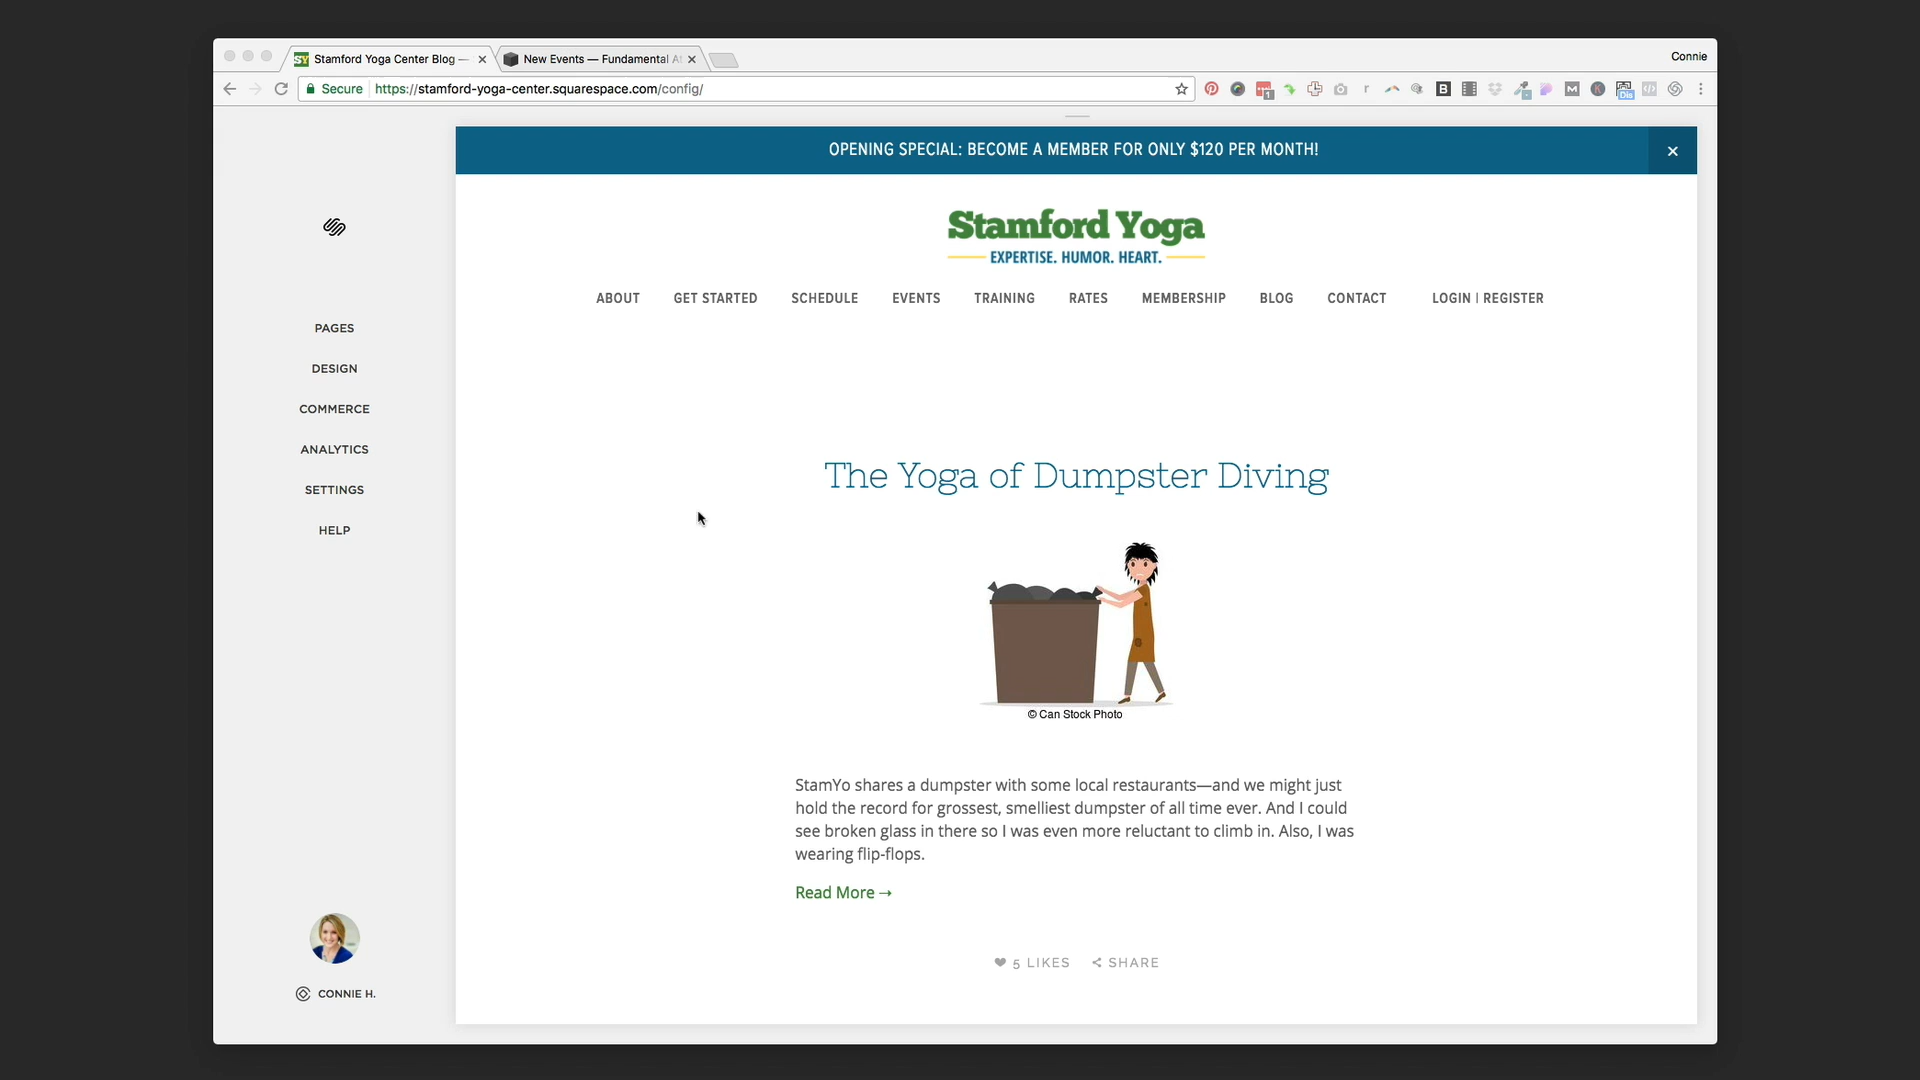 Stamford Yoga Center Blog —
New Events — Fundamental A
Connie
Secure
https://stamford-yoga-center.squarespace.com/config/
OPENING SPECIAL: BECOME A MEMBER FOR ONLY $120 PER MONTH!
Stamford Yoga
EXPERTISE. HUMOR. HEART.
ABOUT GET STARTED SCHEDULE EVENTS TRAINING RATES MEMBERSHIP BLOG CONTACT LOGIN | REGISTER
PAGES
DESIGN
COMMERCE
ANALYTICS
SETTINGS
HELP
CONNIE H.
The Yoga of Dumpster Diving
© Can Stock Photo
StamYo shares a dumpster with some local restaurants—and we might just
hold the record for grossest, smelliest dumpster of all time ever. And I could
see broken glass in there so I was even more reluctant to climb in. Also, I was
wearing flip-flops.
Read More →
5 LIKES SHARE